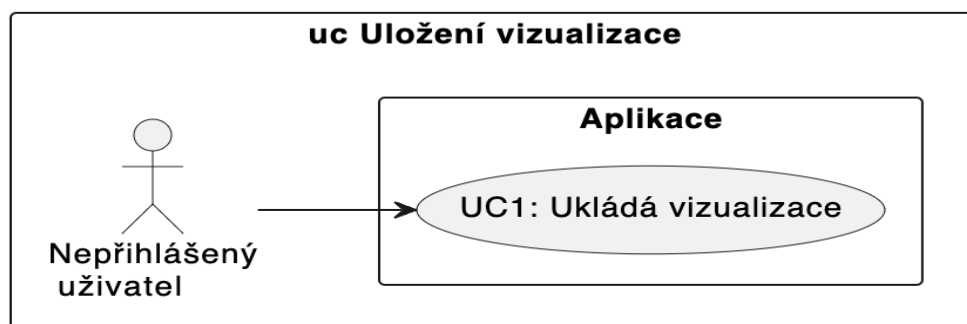 uc Uložení vizualizace
Aplikace
UC1: Ukládá vizualizace
Nepřihlášený
uživatel